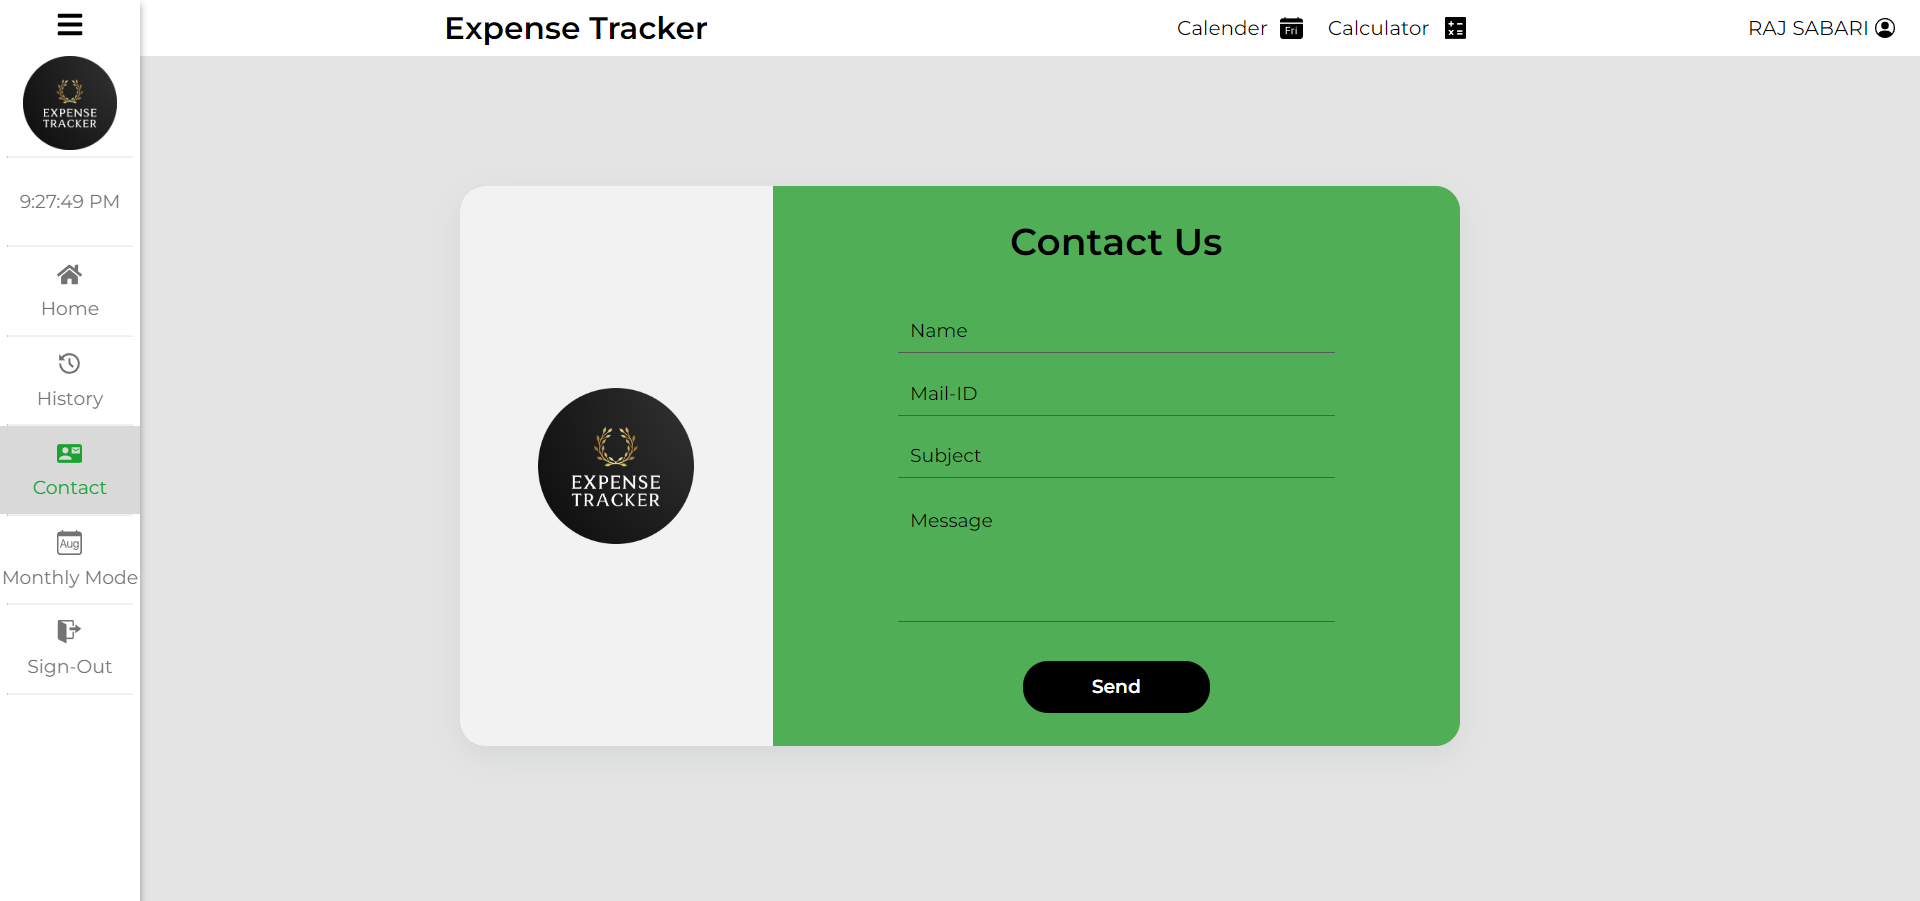 Expense Tracker
Calender
Fri
Calculator
RAJ SABARI
EXPENSE
TRACKER
9:27:49 PM
Home
History
Contact
Aug
Monthly Mode
Sign-Out
EXPENSE
TRACKER
Contact Us
Name
Mail-ID
Subject
Message
Send